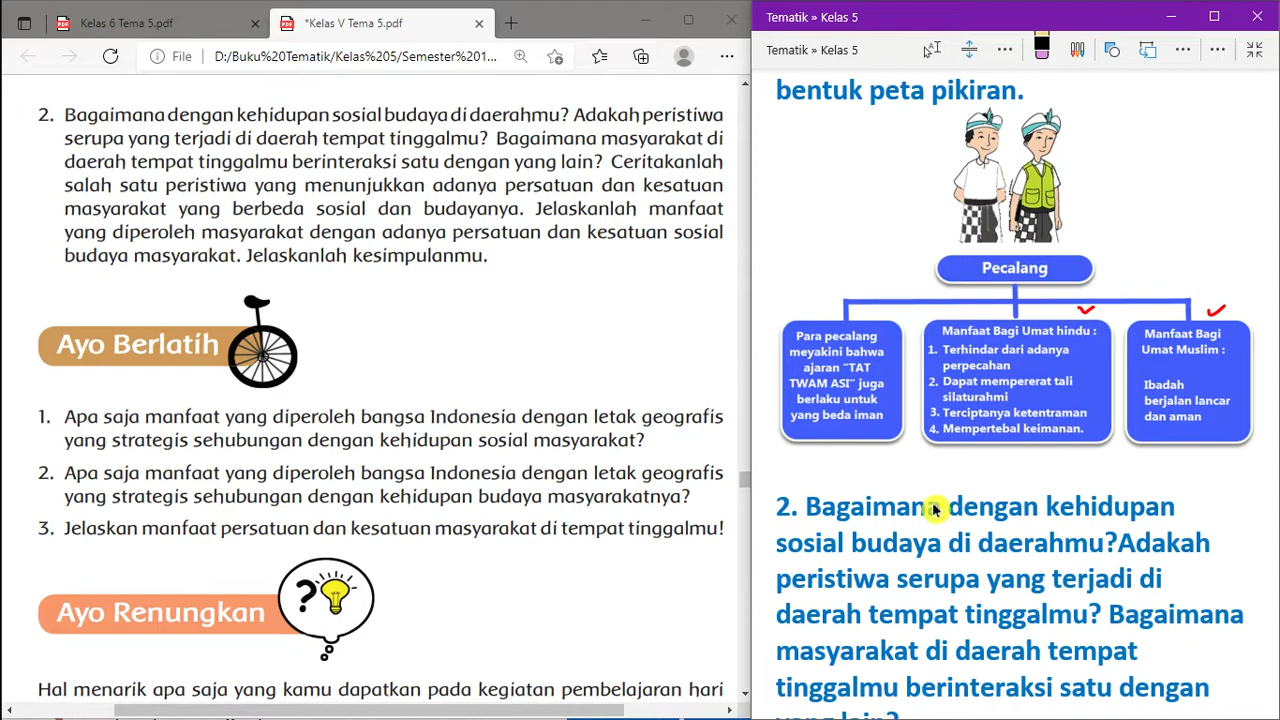 Kelas 6 Tema 5.pdf
*Kelas V Tema 5.pdf
File
D:/Buku%20Tematik/Kelas%205/Semester%201...
2. Bagaimana dengan kehidupan sosial budaya di daerahmu? Adakah peristiwa
serupa yang terjadi di daerah tempat tinggalmu? Bagaimana masyarakat di
daerah tempat tinggalmu berinteraksi satu dengan yang lain? Ceritakanlah
salah satu peristiwa yang menunjukkan adanya persatuan dan kesatuan
masyarakat yang berbeda sosial dan budayanya. Jelaskanlah manfaat
yang diperoleh masyarakat dengan adanya persatuan dan kesatuan sosial
budaya masyarakat. Jelaskanlah kesimpulanmu.
Ayo Berlatih
1. Apa saja manfaat yang diperoleh bangsa Indonesia dengan letak geografis
yang strategis sehubungan dengan kehidupan sosial masyarakat?
2. Apa saja manfaat yang diperoleh bangsa Indonesia dengan letak geografis
yang strategis sehubungan dengan kehidupan budaya masyarakatnya?
3. Jelaskan manfaat persatuan dan kesatuan masyarakat di tempat tinggalmu!
Ayo Renungkan
Hal menarik apa saja yang kamu dapatkan pada kegiatan pembelajaran hari
Tematik » Kelas 5
Tematik » Kelas 5
bentuk peta pikiran.
Pecalang
Para pecalang
meyakini bahwa
ajaran “TAT
TWAM ASI” juga
berlaku untuk
yang beda iman
Manfaat Bagi Umat hindu :
1. Terhindar dari adanya
perpecahan
2. Dapat mempererat tali
silaturahmi
3. Terciptanya ketentraman
4. Mempertebal keimanan.
Manfaat Bagi
Umat Muslim :
Ibadah
berjalan lancar
dan aman
2. Bagaimana dengan kehidupan
sosial budaya di daerahmu?Adakah
peristiwa serupa yang terjadi di
daerah tempat tinggalmu? Bagaimana
masyarakat di daerah tempat
tinggalmu berinteraksi satu dengan
yang lain?